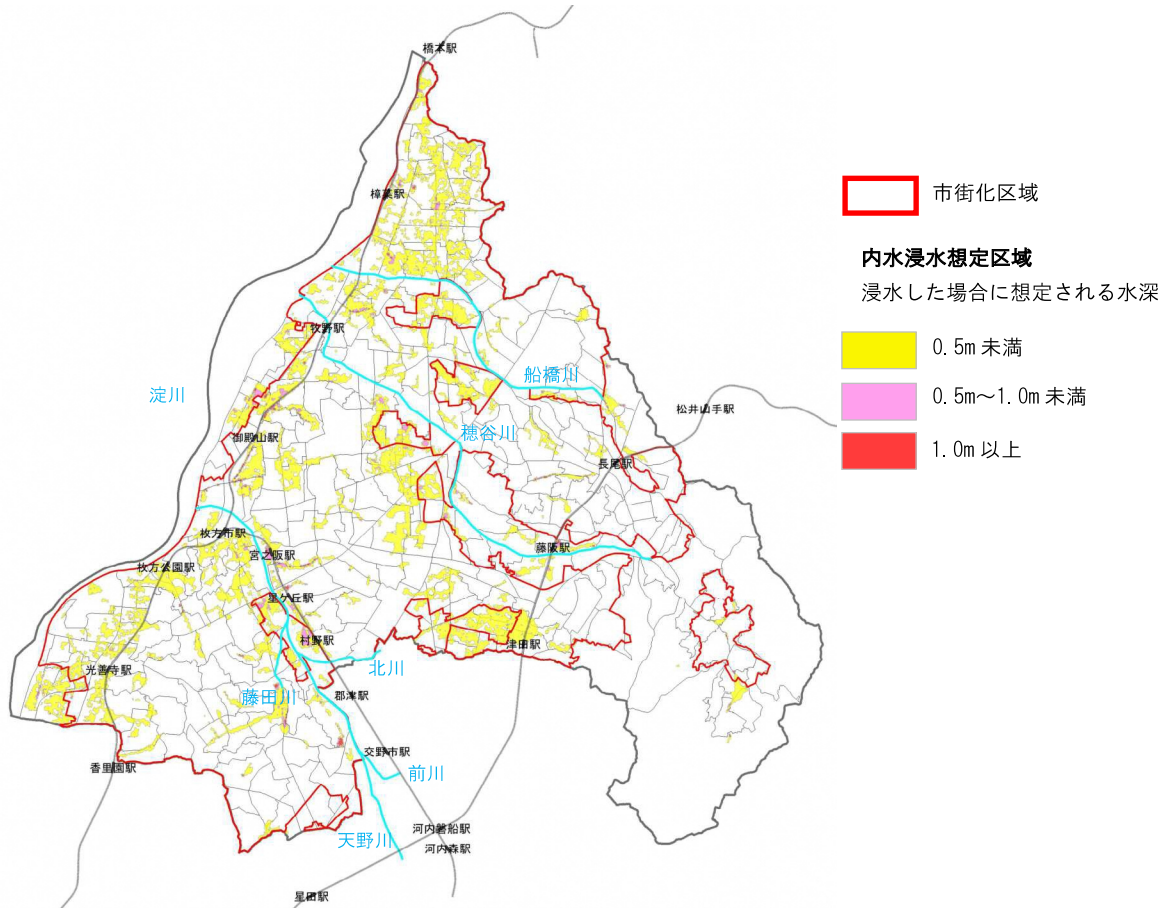 橋本駅
樟葉駅
市街化区域
内水浸水想定区域
浸水した場合に想定される水深
0.5m 未満
0.5m～1.0m 未満
1.0m 以上
牧野駅
船橋川
淀川
松井山手駅
穂谷川
御殿山駅
長尾駅
枚方市駅
宮之阪駅
藤阪駅
枚方公園駅
星ケ丘駅
村野駅
津田駅
光善寺駅
北川
藤田川
郡津駅
交野市駅
香里園駅
前川
河内磐船駅
天野川
河内森駅
星田駅